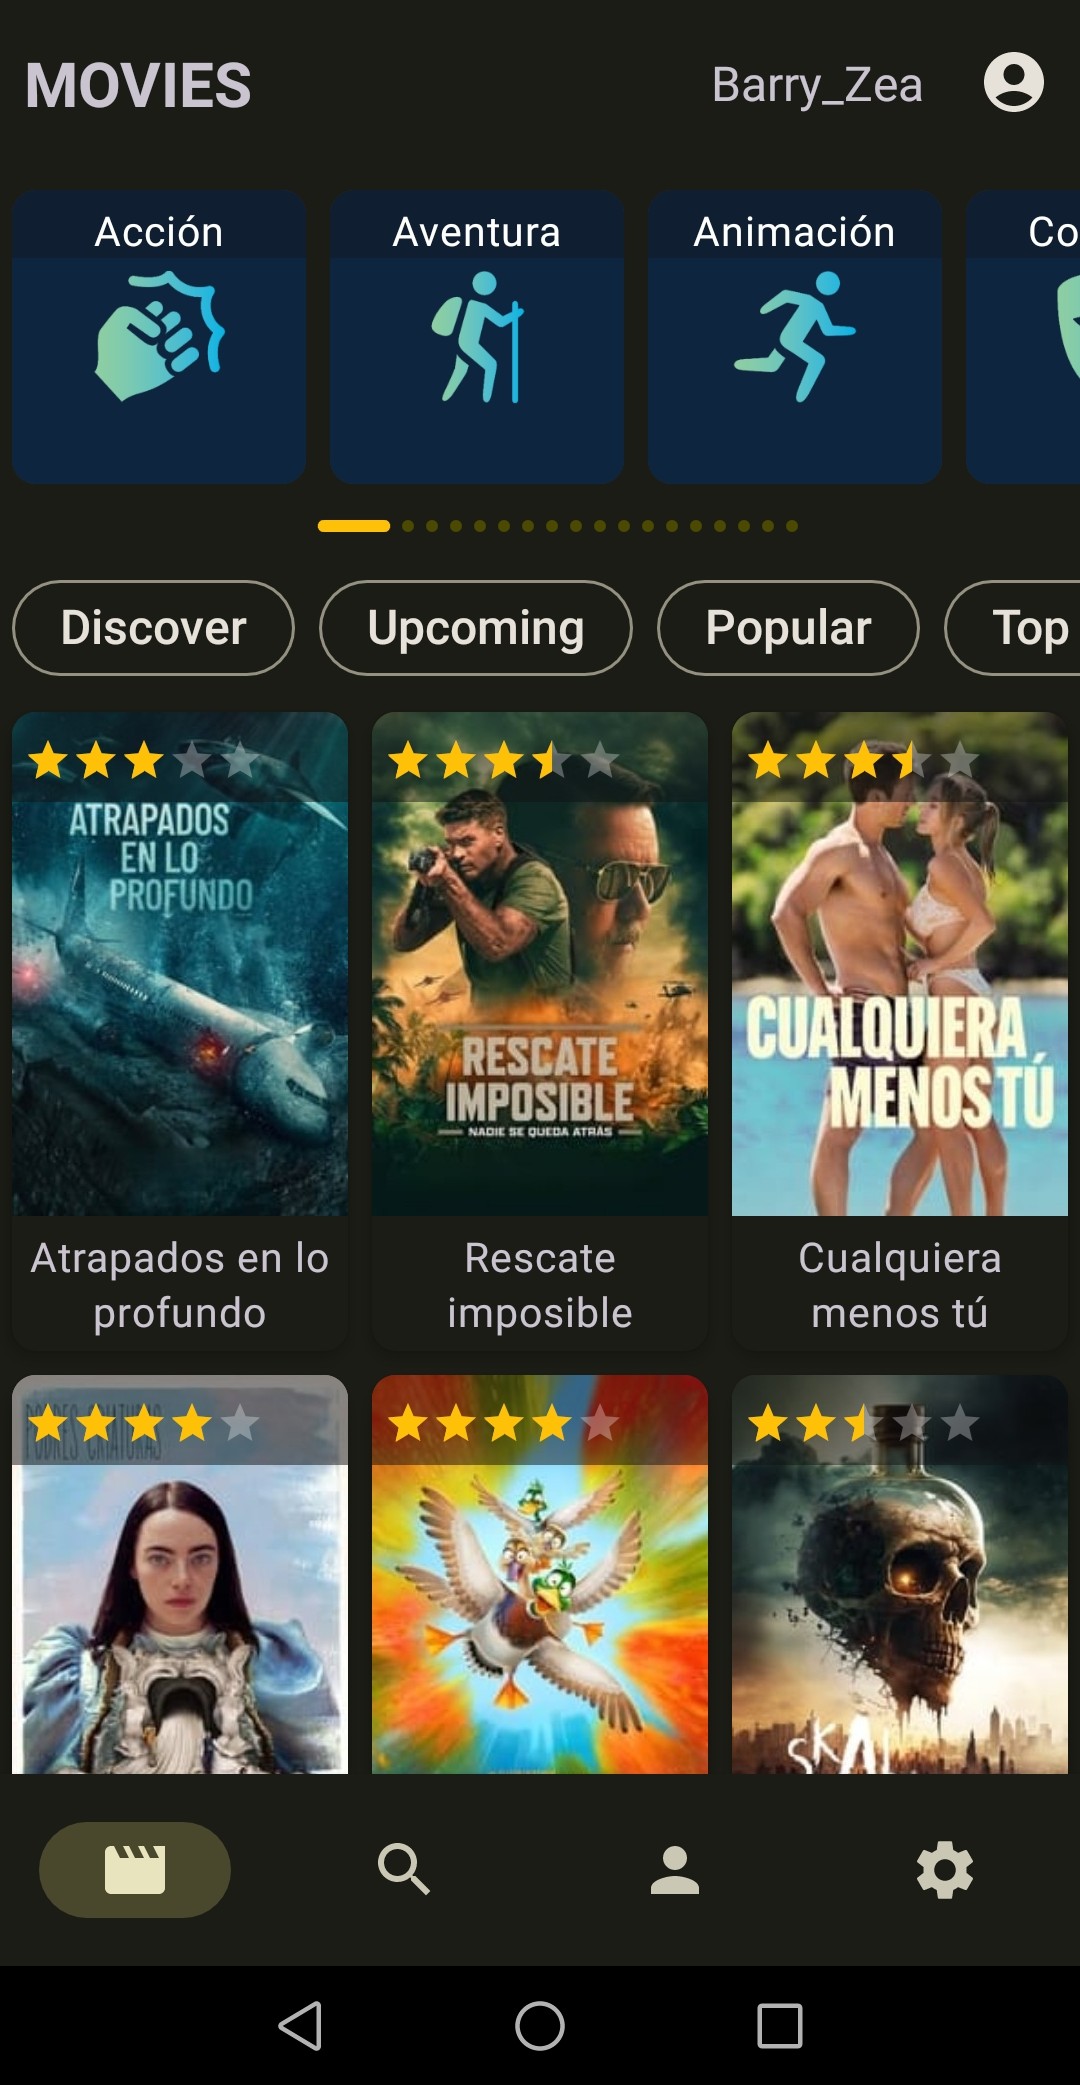 MOVIES
Barry_Zea
Acción
Aventura
Animación
Co
Discover
Upcoming
Popular
Top
ATRAPADOS
EN LO
PROFUNDO
RESCATE
IMPOSIBLE
NADIE SE QUEDA ATRÁS
CUALQUIERA
MENOS TÚ
Atrapados en lo
profundo
Rescate
imposible
Cualquiera
menos tú
POBRES CRIATURAS
SKAL